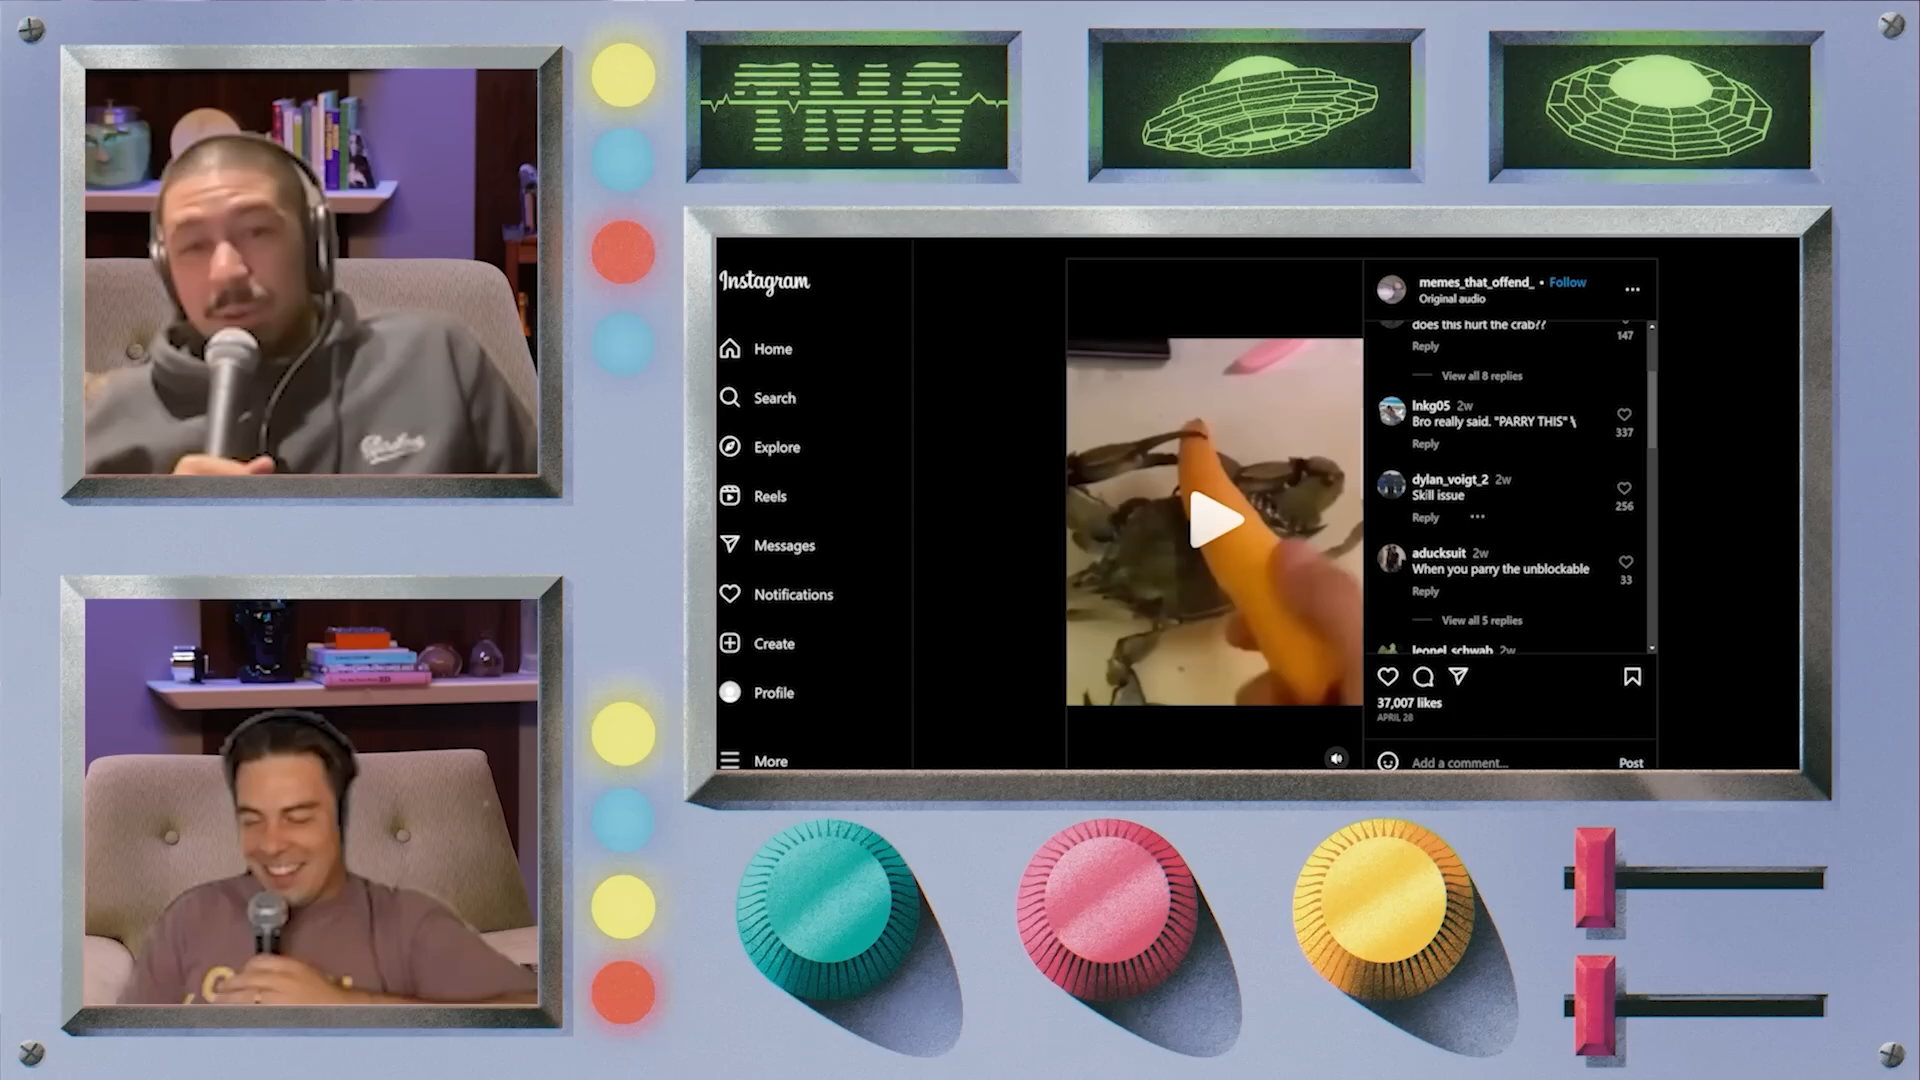 TMG
Instagram
Home
Search
Explore
Reels
Messages
Notifications
Create
Profile
More
memes_that_offend_ • Follow
Original audio
does this hurt the crab??
147
Reply
View all 8 replies
lnkg05 2w
Bro really said. "PARRY THIS" \
337
Reply
dylan_voigt_2 2w
Skill issue
256
Reply
aducksuit 2w
When you parry the unblockable
33
Reply
View all 5 replies
leonel_schwab 2w
37,007 likes
APRIL 28
Add a comment...
Post